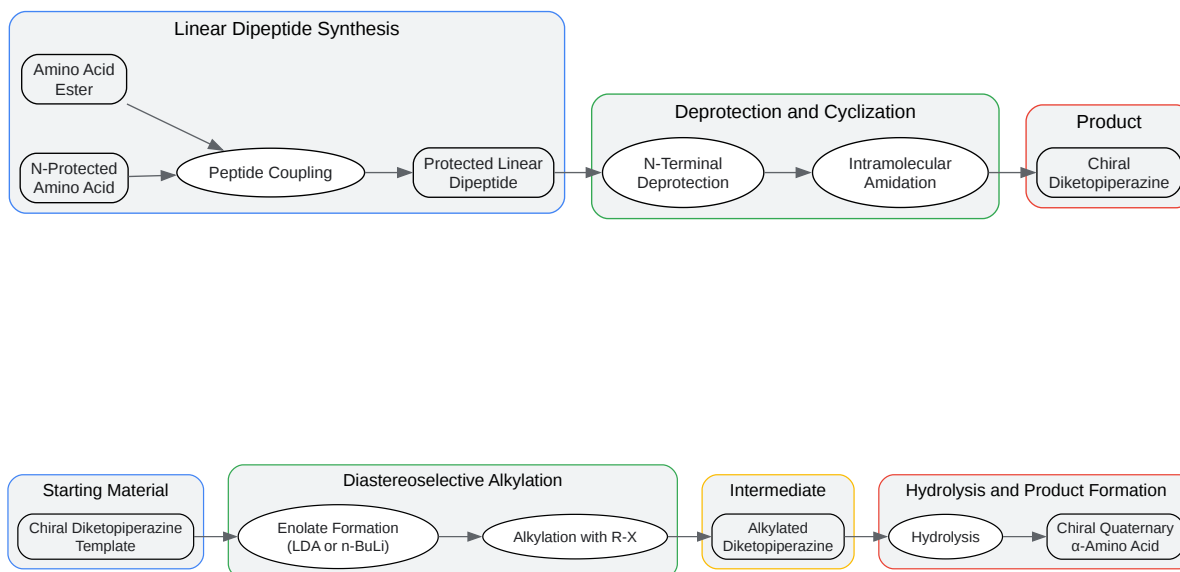 Linear Dipeptide Synthesis
Amino Acid
Ester
N-Protected
Amino Acid
Peptide Coupling
Protected Linear
Dipeptide
Deprotection and Cyclization
N-Terminal
Deprotection
Intramolecular
Amidation
Product
Chiral
Diketopiperazine
Starting Material
Chiral Diketopiperazine
Template
Diastereoselective Alkylation
Enolate Formation
(LDA or n-BuLi)
Alkylation with R-X
Intermediate
Alkylated
Diketopiperazine
Hydrolysis and Product Formation
Hydrolysis
Chiral Quaternary
α-Amino Acid